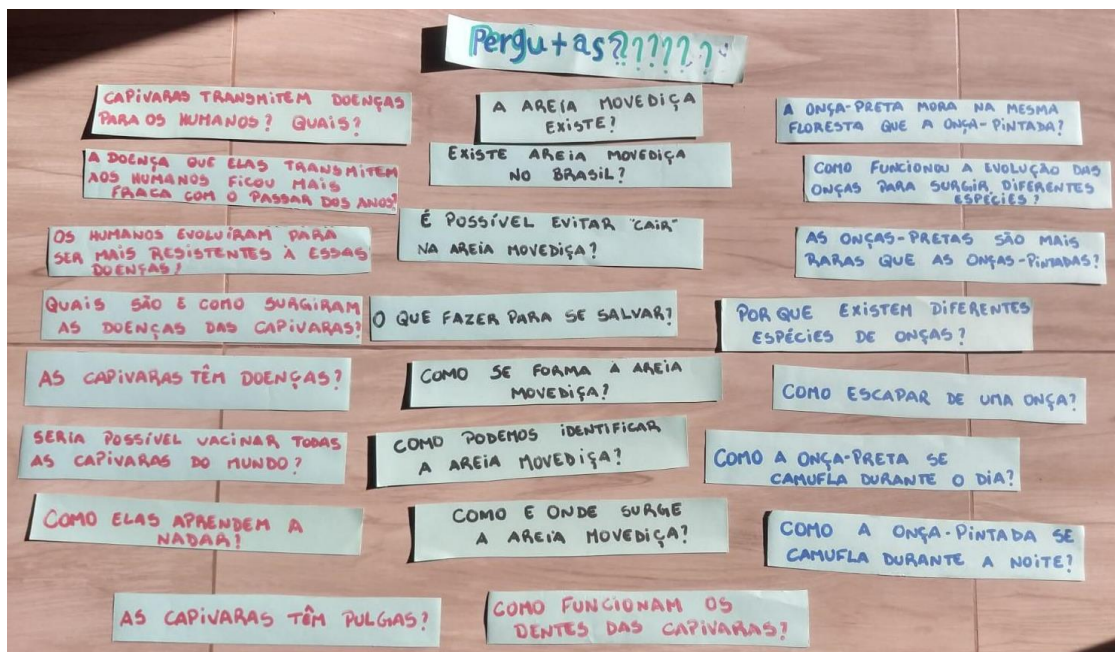 Pergu+as??????
CAPIVARAS TRANSMITEM DOENÇAS
PARA OS HUMANOS? QUAIS?
A DOENÇA QUE ELAS TRANSMITEM
AOS HUMANOS FICOU MAIS
FRACA COM O PASSAR DOS ANOS?
OS HUMANOS EVOLUÍRAM PARA
SER MAIS RESISTENTES À ESSAS
DOENÇAS?
QUAIS SÃO E COMO SURGIRAM
AS DOENÇAS DAS CAPIVARAS?
AS CAPIVARAS TÊM DOENÇAS?
SERIA POSSÍVEL VACINAR TODAS
AS CAPIVARAS DO MUNDO?
COMO ELAS APRENDEM A
NADAR?
AS CAPIVARAS TÊM PULGAS?
COMO FUNCIONAM OS
DENTES DAS CAPIVARAS?
A AREIA MOVEDIÇA
EXISTE?
EXISTE AREIA MOVEDIÇA
NO BRASIL?
É POSSÍVEL EVITAR "CAIR"
NA AREIA MOVEDIÇA?
O QUE FAZER PARA SE SALVAR?
COMO SE FORMA A AREIA
MOVEDIÇA?
COMO PODEMOS IDENTIFICAR
A AREIA MOVEDIÇA?
COMO E ONDE SURGE
A AREIA MOVEDIÇA?
A ONÇA-PRETA MORA NA MESMA
FLORESTA QUE A ONÇA-PINTADA?
COMO FUNCIONOU A EVOLUÇÃO DAS
ONÇAS PARA SURGIR DIFERENTES
ESPÉCIES?
AS ONÇAS-PRETAS SÃO MAIS
RARAS QUE AS ONÇAS-PINTADAS?
POR QUE EXISTEM DIFERENTES
ESPÉCIES DE ONÇAS?
COMO ESCAPAR DE UMA ONÇA?
COMO A ONÇA-PRETA SE
CAMUFLA DURANTE O DIA?
COMO A ONÇA-PINTADA SE
CAMUFLA DURANTE A NOITE?